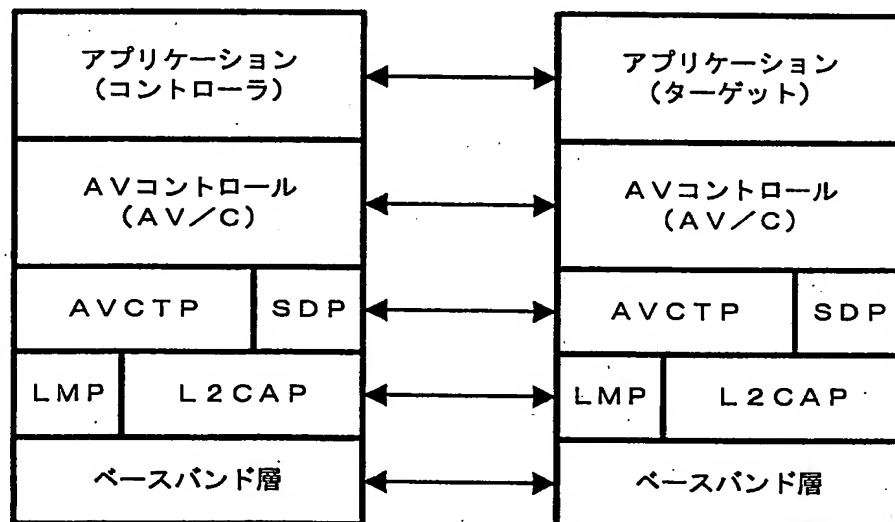 アプリケーション
(コントローラ)
AVコントロール
(AV/C)
AVCTP
SDP
LMP
L2CAP
ベースバンド層
アプリケーション
(ターゲット)
AVコントロール
(AV/C)
AVCTP
SDP
LMP
L2CAP
ベースバンド層